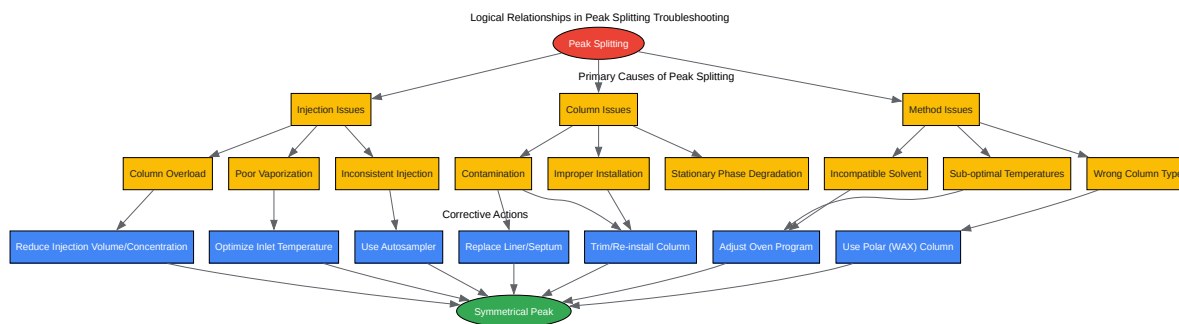 Logical Relationships in Peak Splitting Troubleshooting
Peak Splitting
Primary Causes of Peak Splitting
Injection Issues
Column Issues
Method Issues
Column Overload
Poor Vaporization
Inconsistent Injection
Contamination
Improper Installation
Stationary Phase Degradation
Incompatible Solvent
Sub-optimal Temperatures
Wrong Column Type
Corrective Actions
Reduce Injection Volume/Concentration
Optimize Inlet Temperature
Use Autosampler
Replace Liner/Septum
Trim/Re-install Column
Adjust Oven Program
Use Polar (WAX) Column
Symmetrical Peak